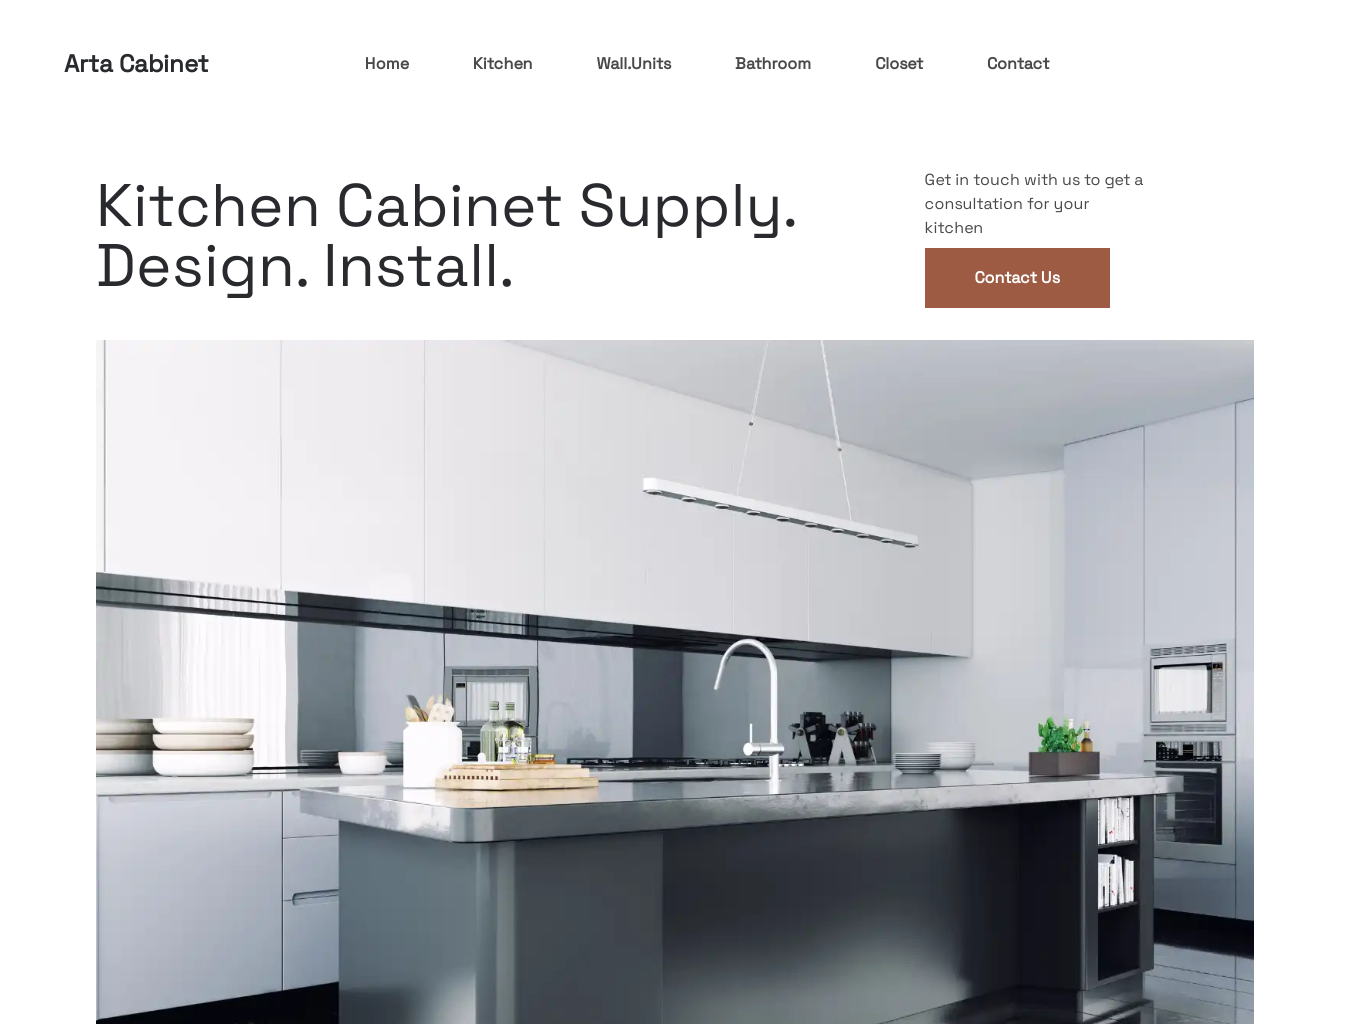 Arta Cabinet
Home Kitchen Wall.Units Bathroom Closet Contact
Kitchen Cabinet Supply.
Design. Install.
Get in touch with us to get a
consultation for your
kitchen
Contact Us